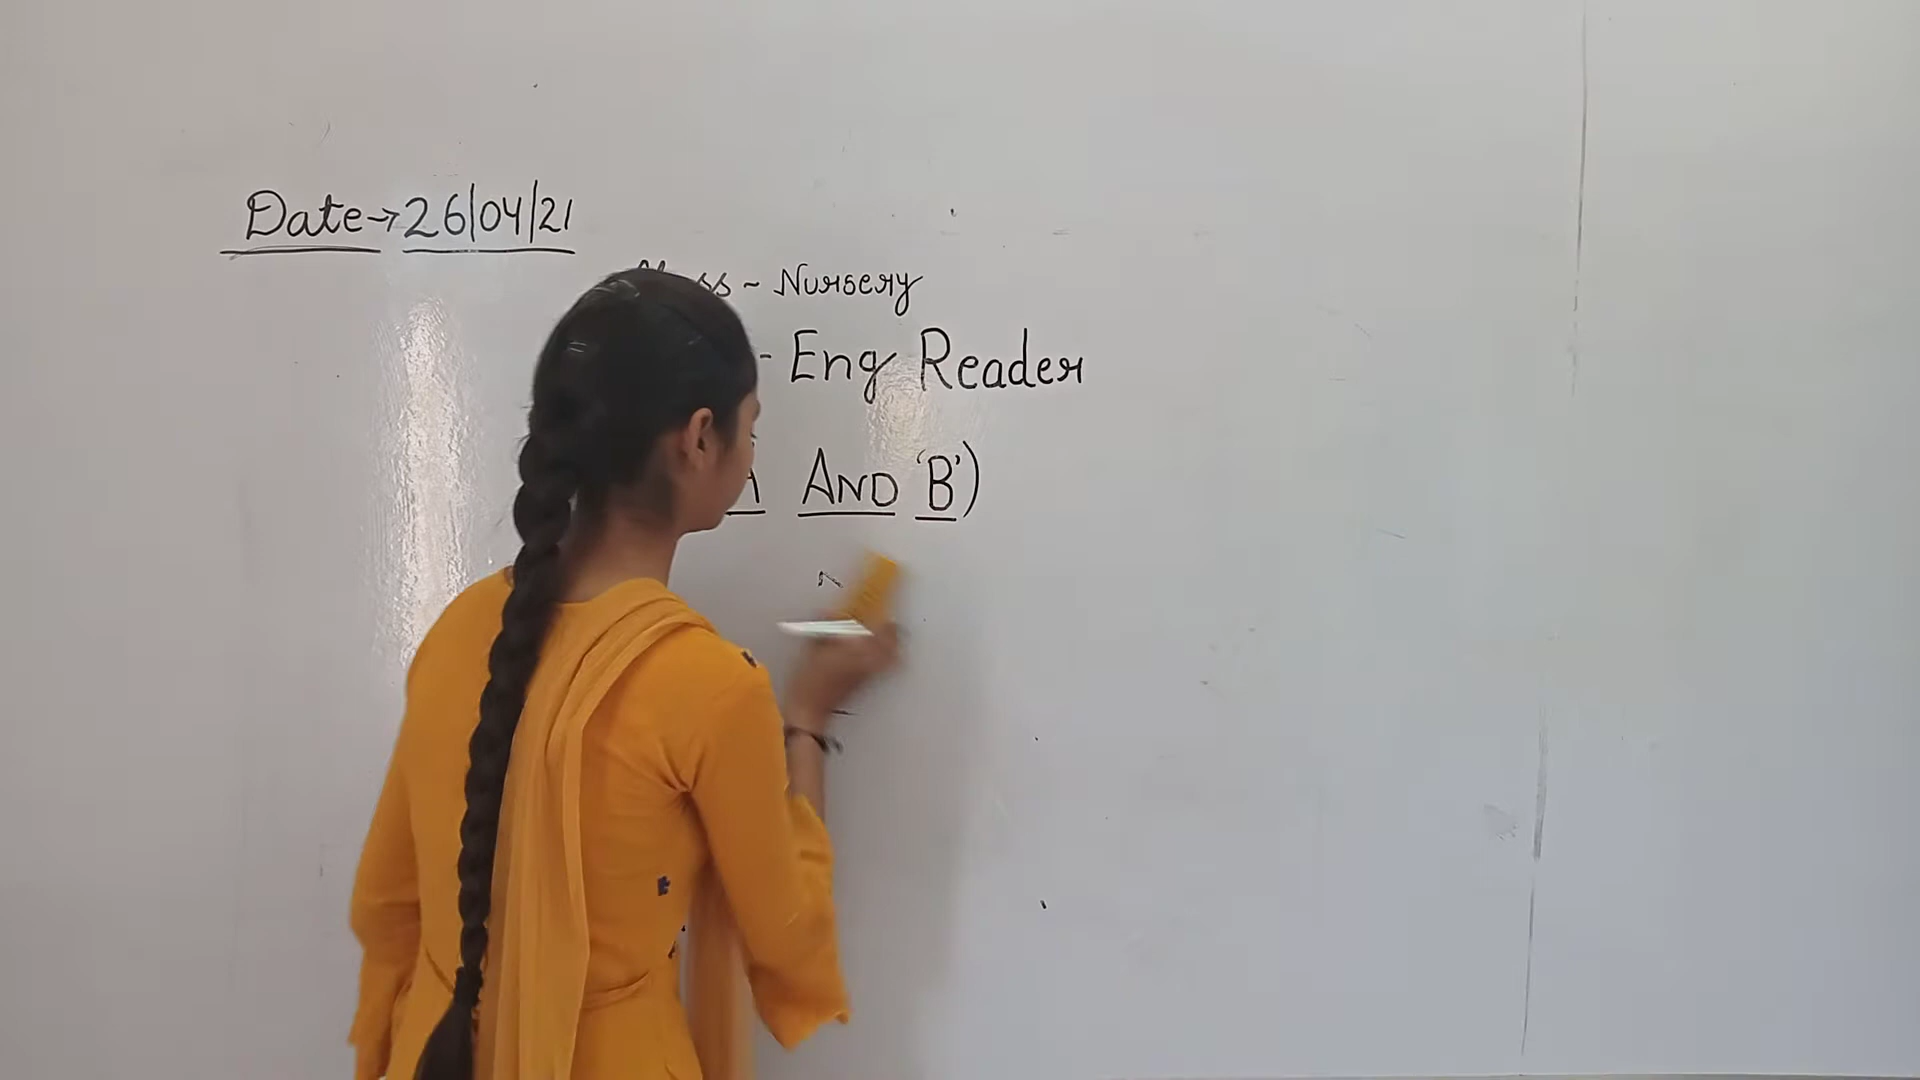 Date→26/04/21
Class ~ Nursery
- Eng Reader
A AND 'B')